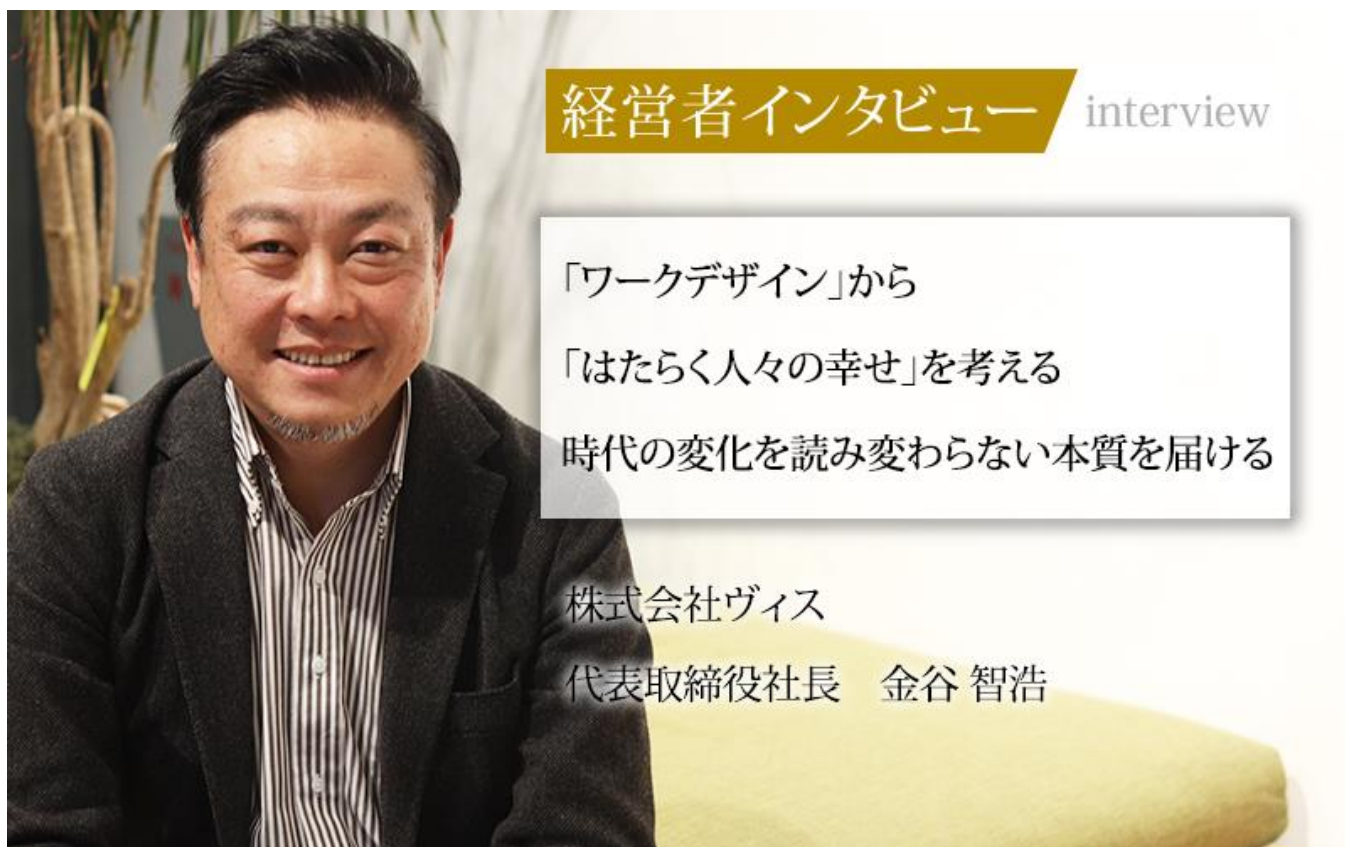 経営者インタビュー interview
「ワークデザイン」から
「はたらく人々の幸せ」を考える
時代の変化を読み変わらない本質を届ける
株式会社ヴィス
代表取締役社長　金谷 智浩